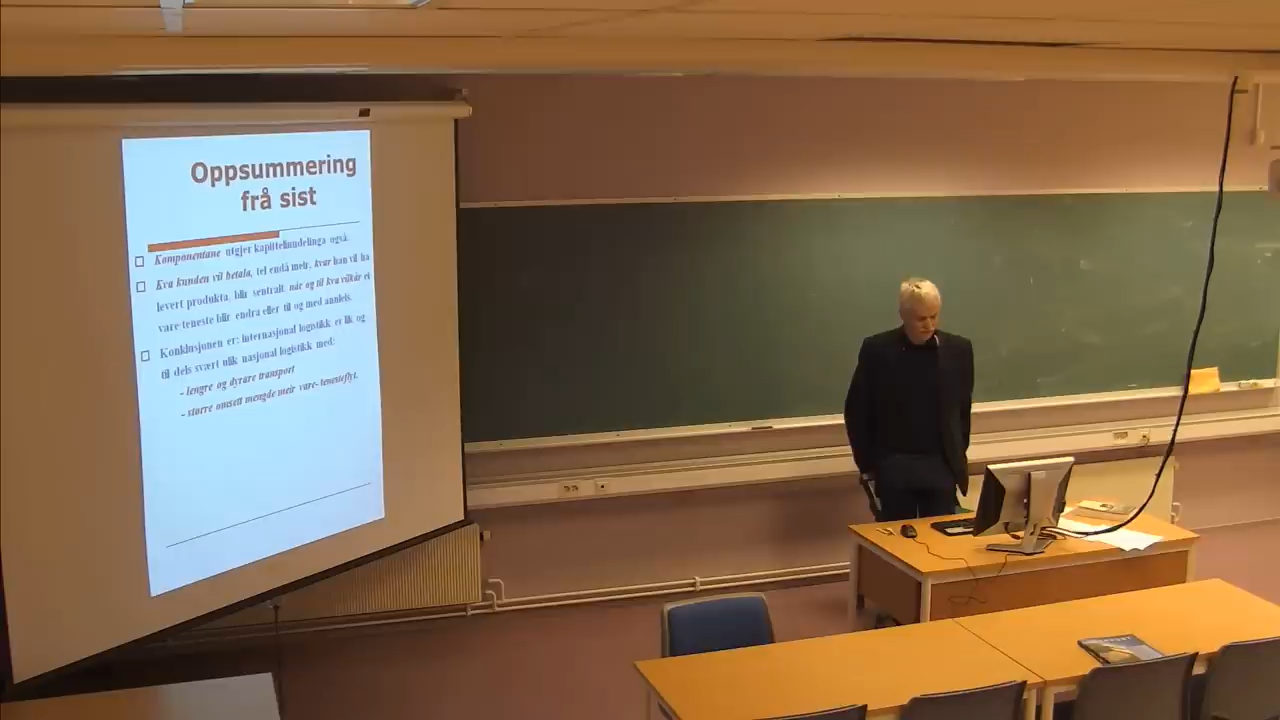 Oppsummering
frå sist
Komponentane utgjer kapittelinndelinga også.
Kva kunden vil betala, tel endå meir, kvar han vil ha
levert produkta, blir sentralt, når og til kva vilkår ei
vare teneste blir endra eller til og med annleis.
Konklusjonen er: internasjonal logistikk er lik og
til dels svært ulik nasjonal logistikk med:
- lengre og dyrare transport
- større omsett mengde meir vare- tenesteflyt.